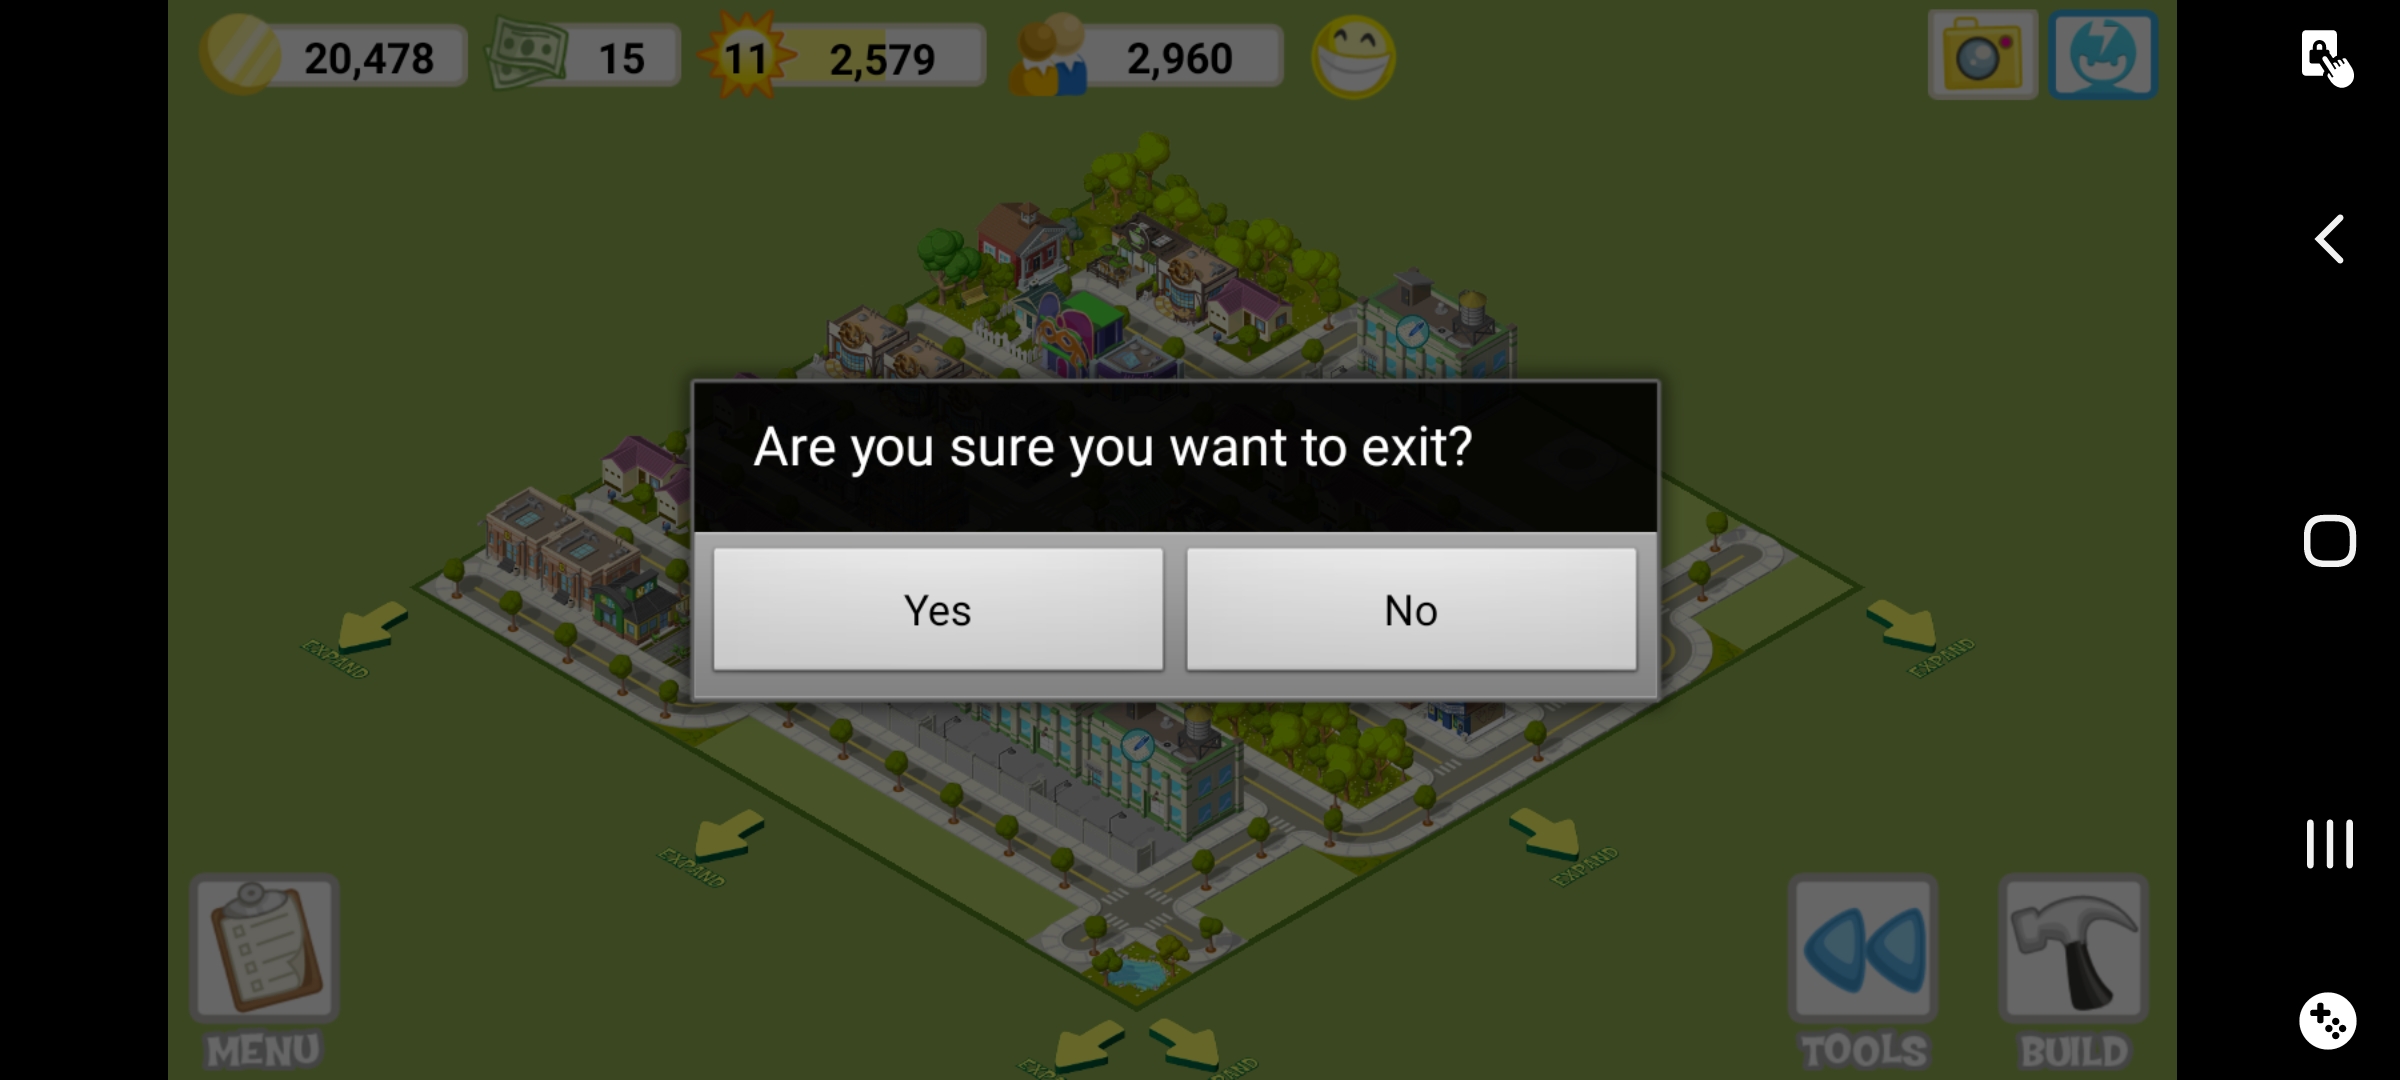 20,478
15
11
2,579
2,960
Are you sure you want to exit?
Yes
No
EXPAND
EXPAND
EXPAND
EXPAND
MENU
TOOLS
BUILD